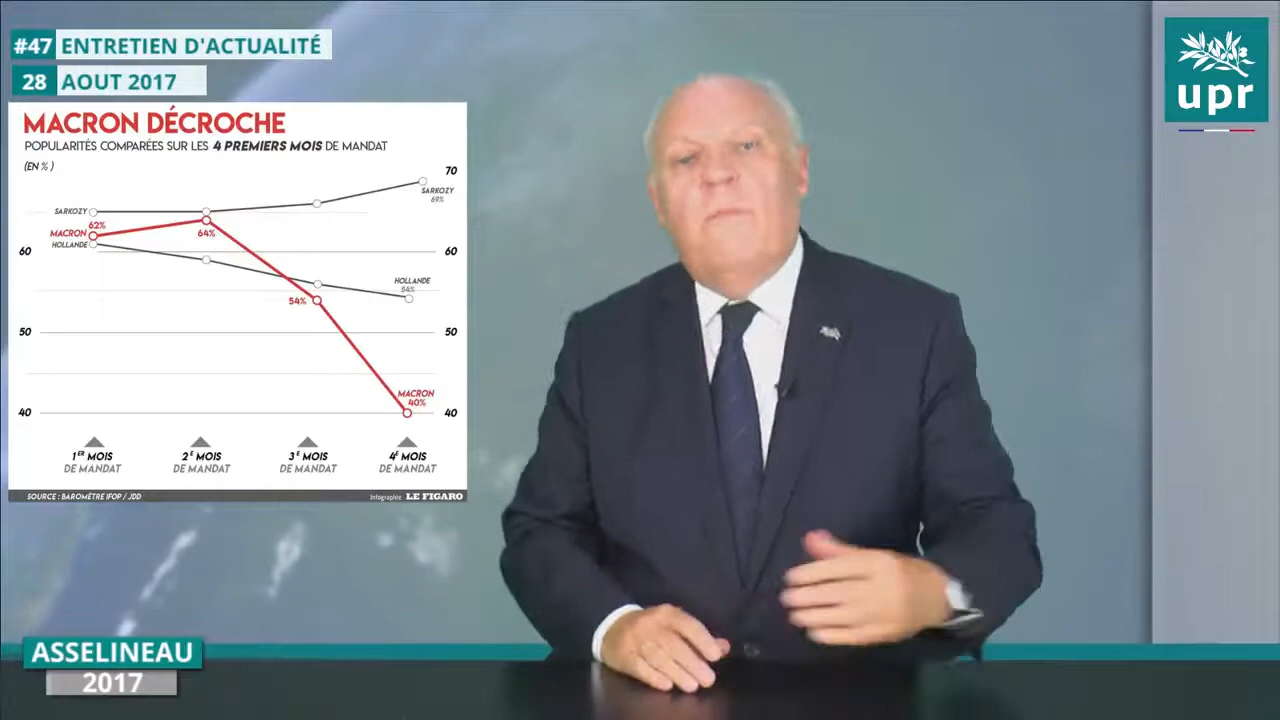 #47 ENTRETIEN D'ACTUALITÉ
28 AOUT 2017
MACRON DÉCROCHE
POPULARITÉS COMPARÉES SUR LES 4 PREMIERS MOIS DE MANDAT
(EN %)
70
SARKOZY
SARKOZY
69%
62%
MACRON
64%
HOLLANDE
60
60
HOLLANDE
54%
54%
50
50
MACRON
40%
40
40
1ER MOIS
DE MANDAT
2E MOIS
DE MANDAT
3E MOIS
DE MANDAT
4E MOIS
DE MANDAT
SOURCE : BAROMÈTRE IFOP / JDD
Infographie LE FIGARO
upr
ASSELINEAU
2017